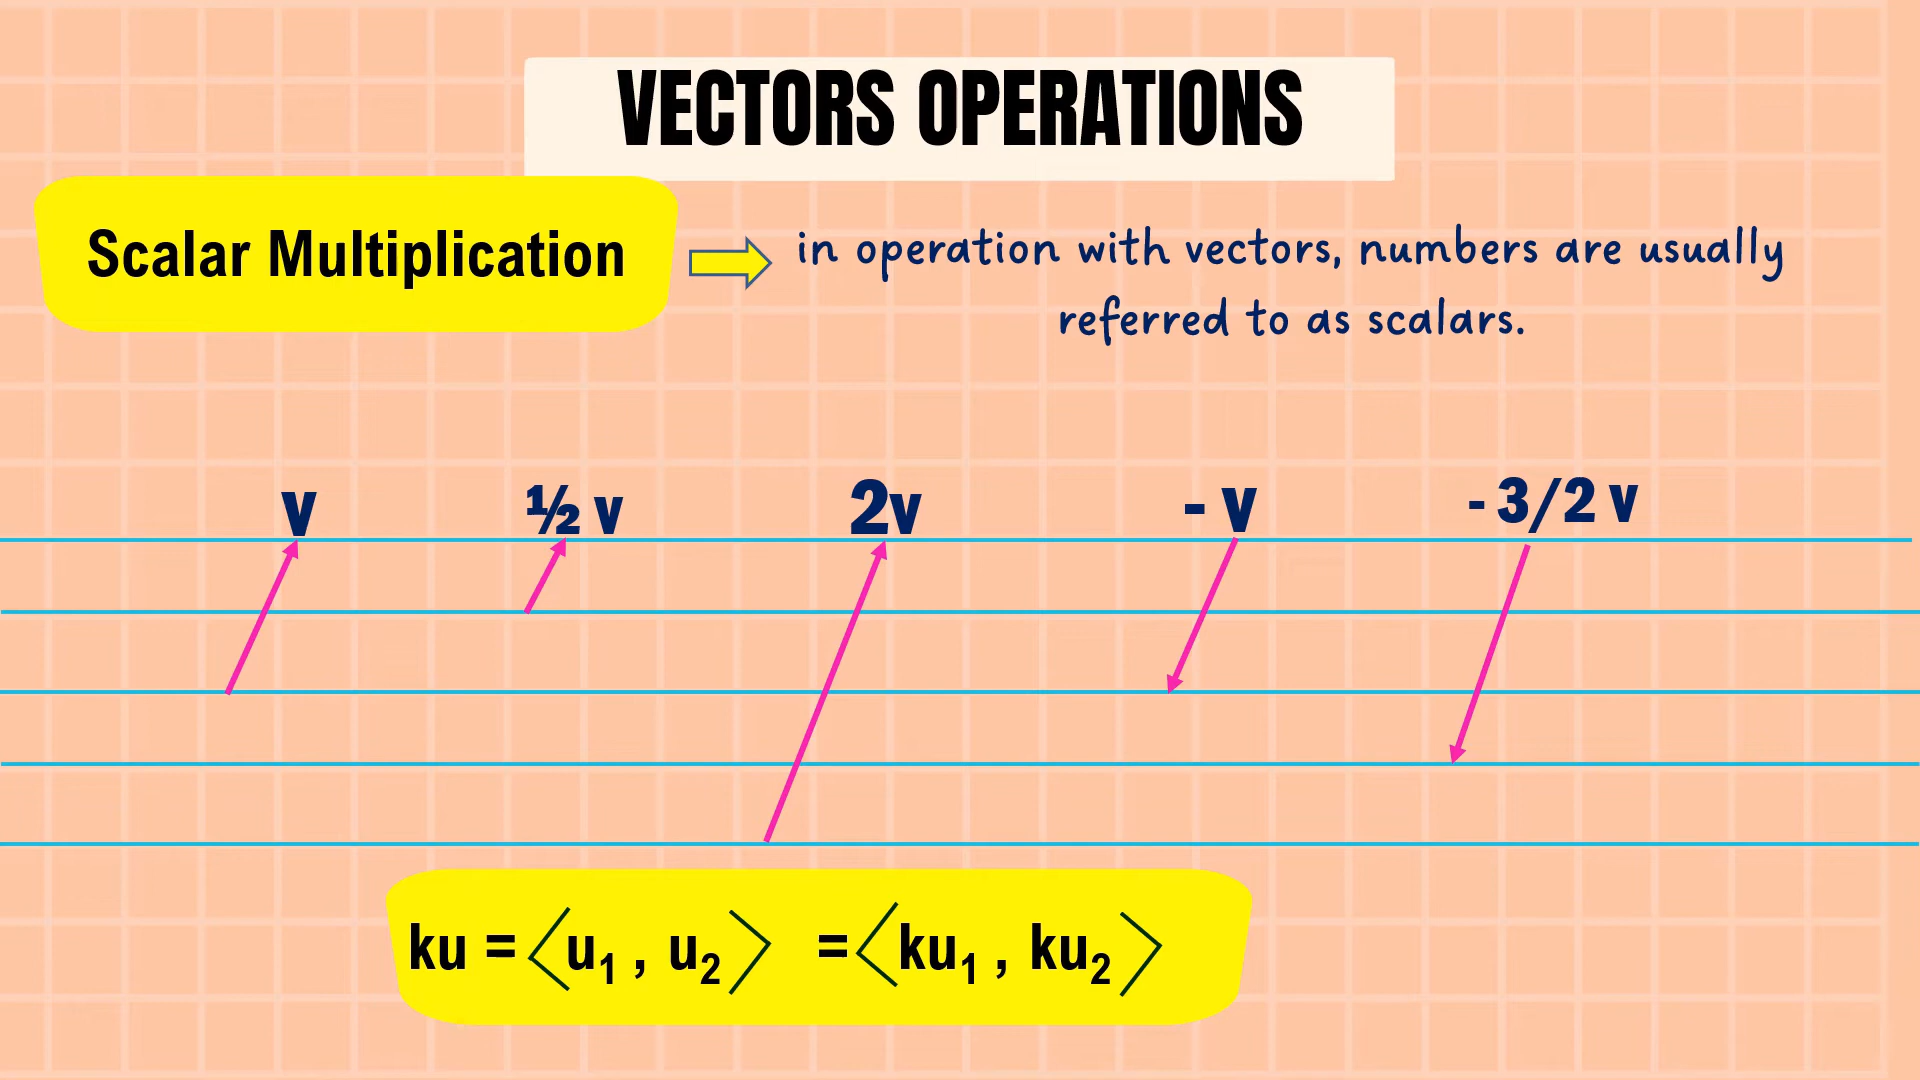 VECTORS OPERATIONS
Scalar Multiplication
in operation with vectors, numbers are usually
referred to as scalars.
v
½ v
2v
- v
- 3/2 v
ku = 〈u₁ , u₂〉 = 〈ku₁ , ku₂〉